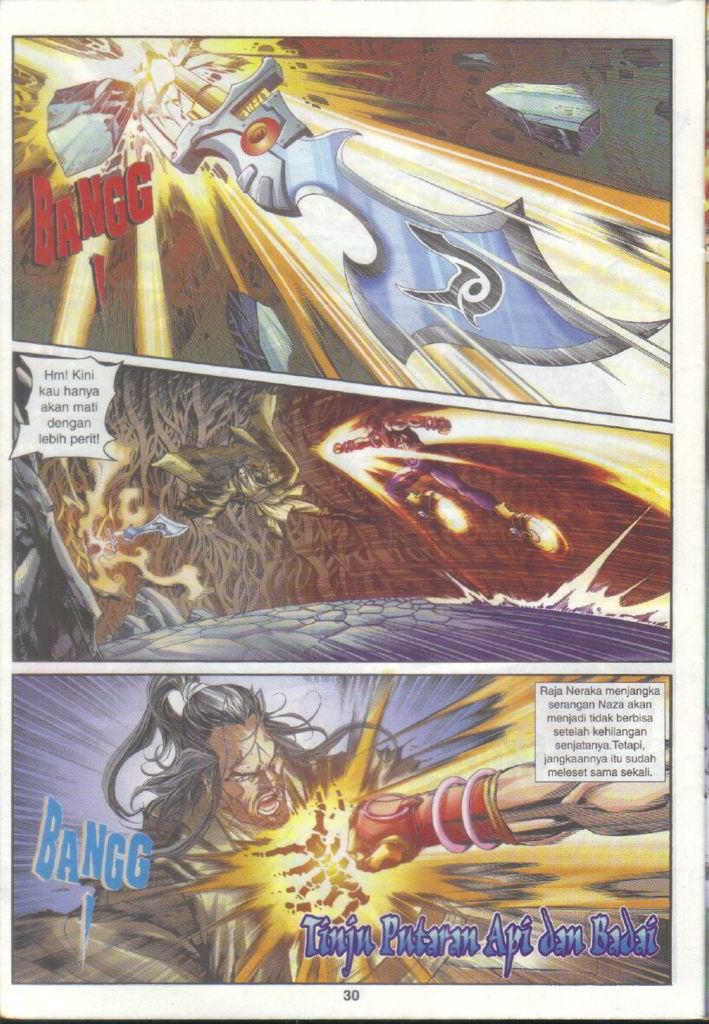 BANGG
!
Hm! Kini
kau hanya
akan mati
dengan
lebih perit!
Raja Neraka menjangka
serangan Naza akan
menjadi tidak berbisa
setelah kehilangan
senjatanya.Tetapi,
jangkaannya itu sudah
meleset sama sekali.
BANGG
!
Tinju Putaran Api dan Badai
30